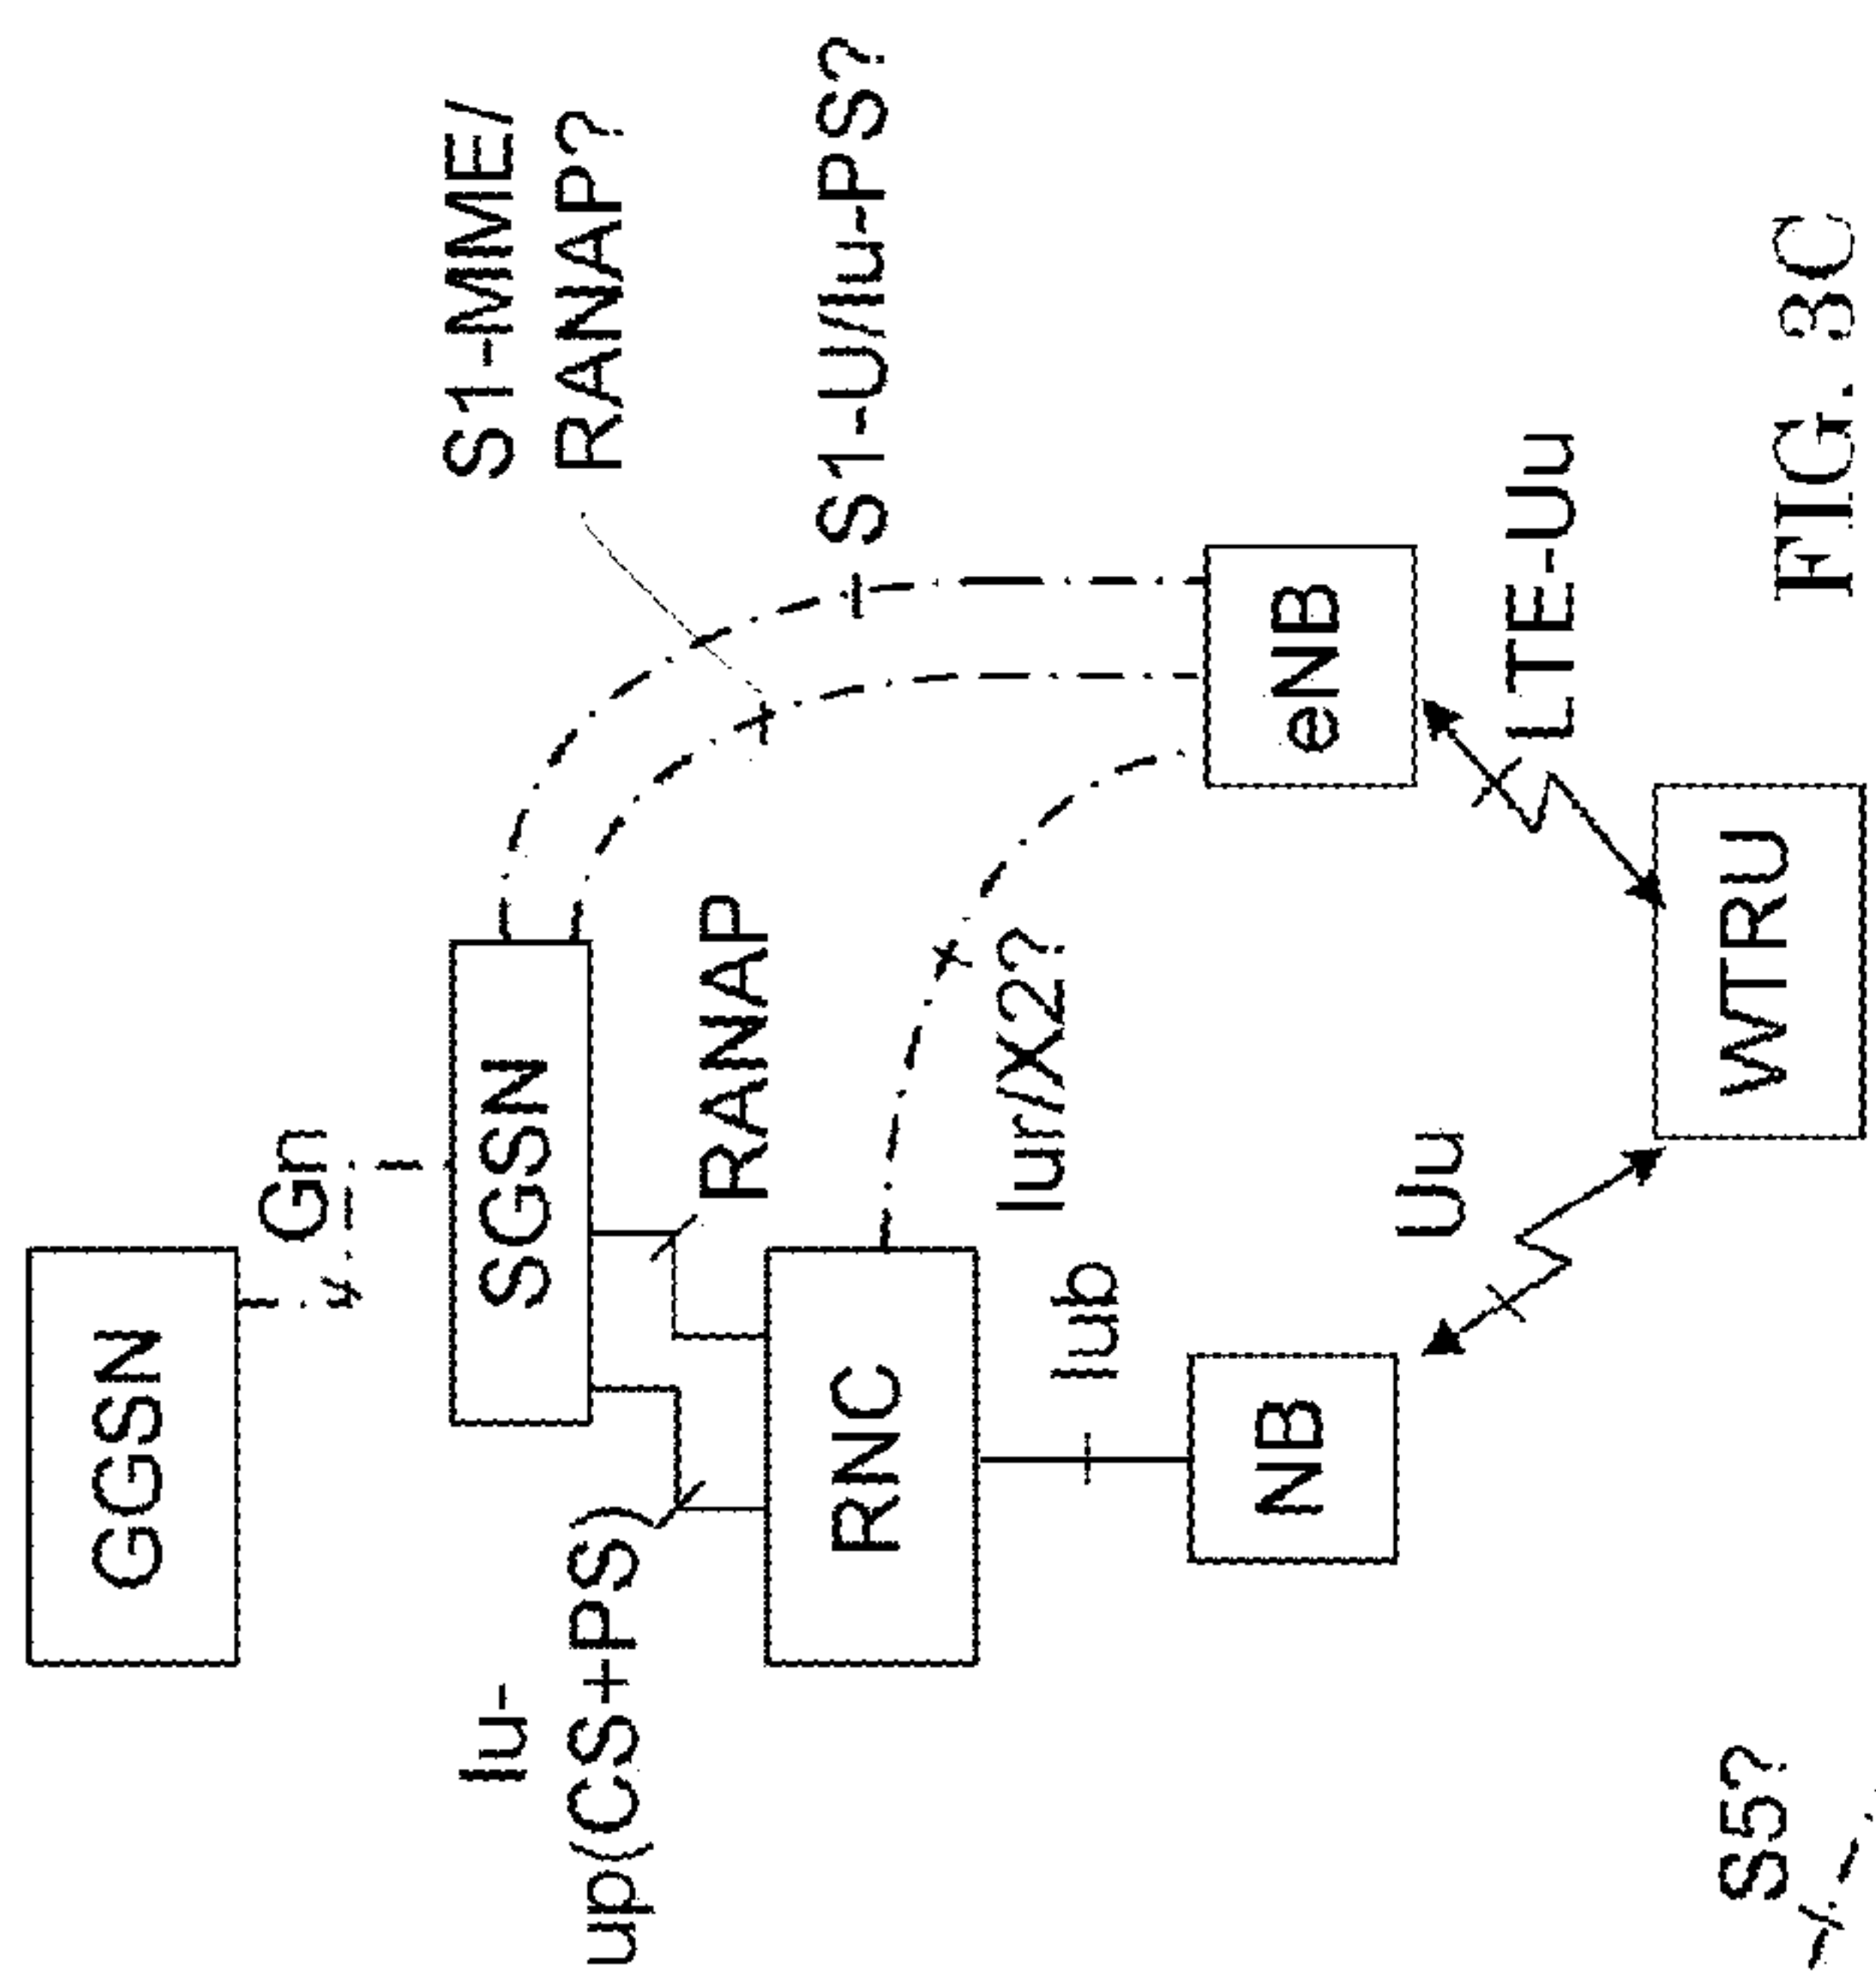 GGSN
Gn
Iu-
up(CS+PS)
SGSN
S1-MME/
RANAP?
RANAP
S1-U/Iu-PS?
RNC
Iur/X2?
Iub
NB
eNB
Uu
LTE-Uu
S5?
WTRU
FIG. 3C